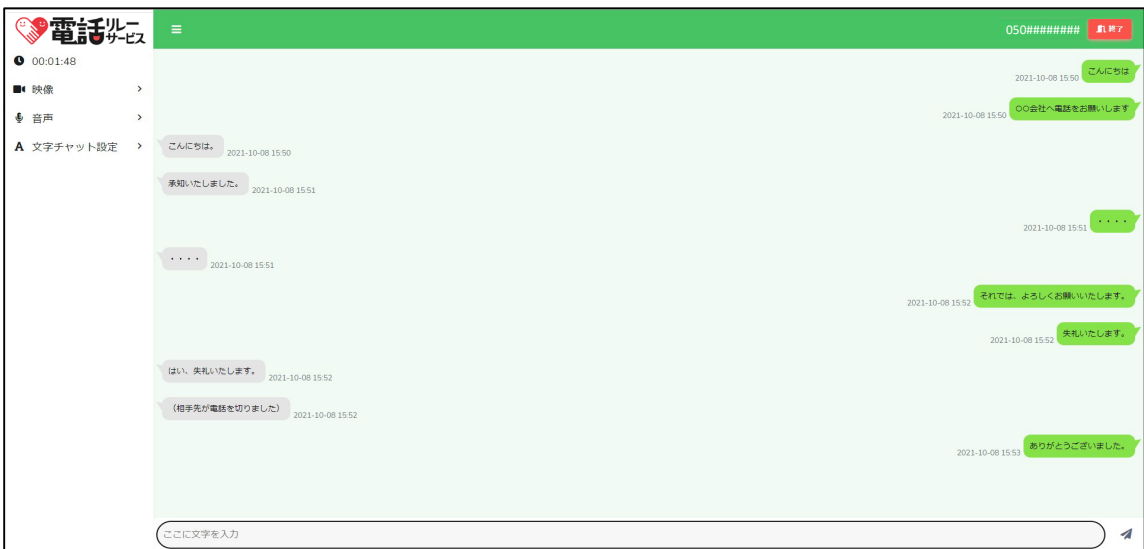 電話リレーサービス
050########
終了
00:01:48
映像
音声
A 文字チャット設定
こんにちは
2021-10-08 15:50
〇〇会社へ電話をお願いします
2021-10-08 15:50
こんにちは。
2021-10-08 15:50
承知いたしました。
2021-10-08 15:51
・・・・
2021-10-08 15:51
・・・・
2021-10-08 15:51
それでは、よろしくお願いいたします。
2021-10-08 15:52
失礼いたします。
2021-10-08 15:52
はい、失礼いたします。
2021-10-08 15:52
(相手先が電話を切りました)
2021-10-08 15:52
ありがとうございました。
2021-10-08 15:53
ここに文字を入力